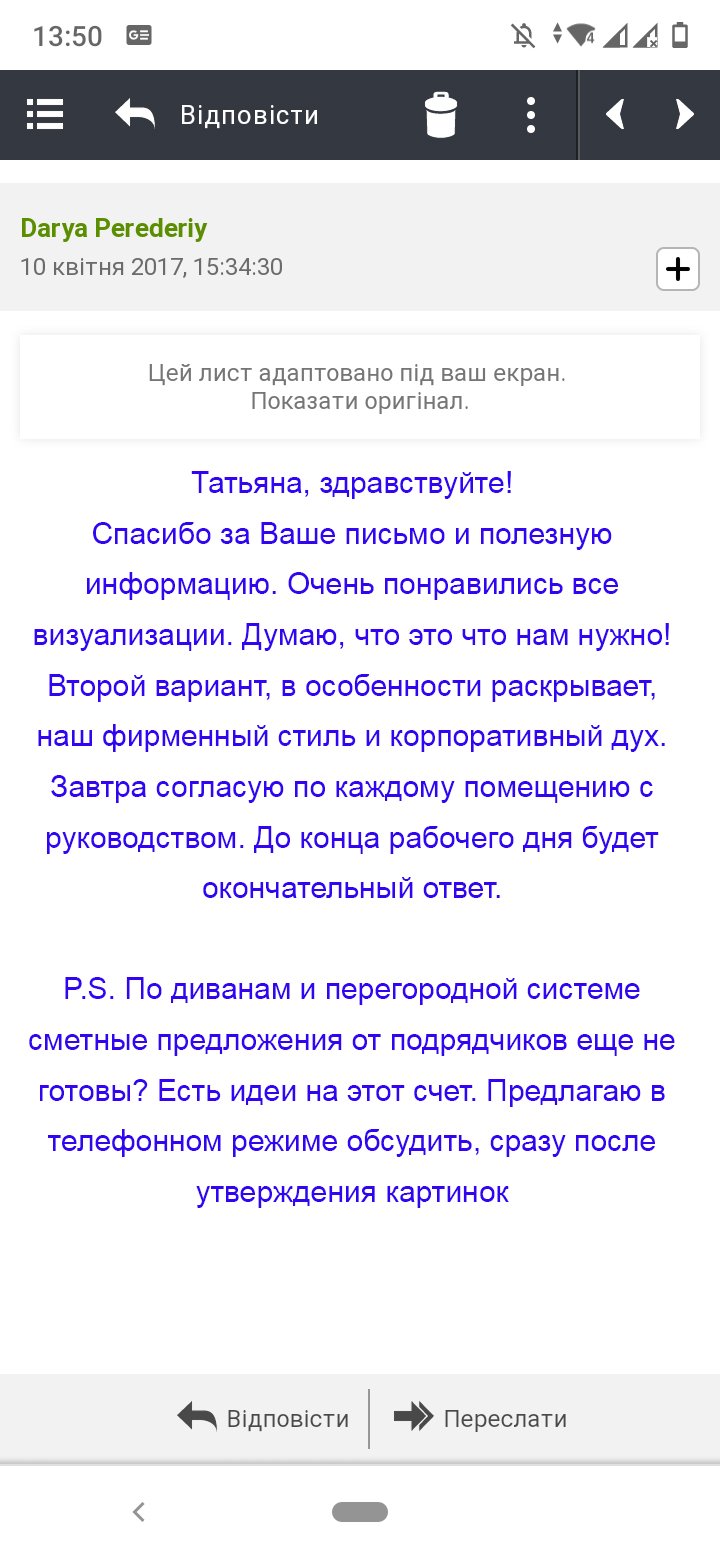 13:50
GE
4
Відповісти
Darya Perederiy
10 квітня 2017, 15:34:30
Цей лист адаптовано під ваш екран.
Показати оригінал.
Татьяна, здравствуйте!
Спасибо за Ваше письмо и полезную
информацию. Очень понравились все
визуализации. Думаю, что это что нам нужно!
Второй вариант, в особенности раскрывает,
наш фирменный стиль и корпоративный дух.
Завтра согласую по каждому помещению с
руководством. До конца рабочего дня будет
окончательный ответ.
P.S. По диванам и перегородной системе
сметные предложения от подрядчиков еще не
готовы? Есть идеи на этот счет. Предлагаю в
телефонном режиме обсудить, сразу после
утверждения картинок
Відповісти
Переслати